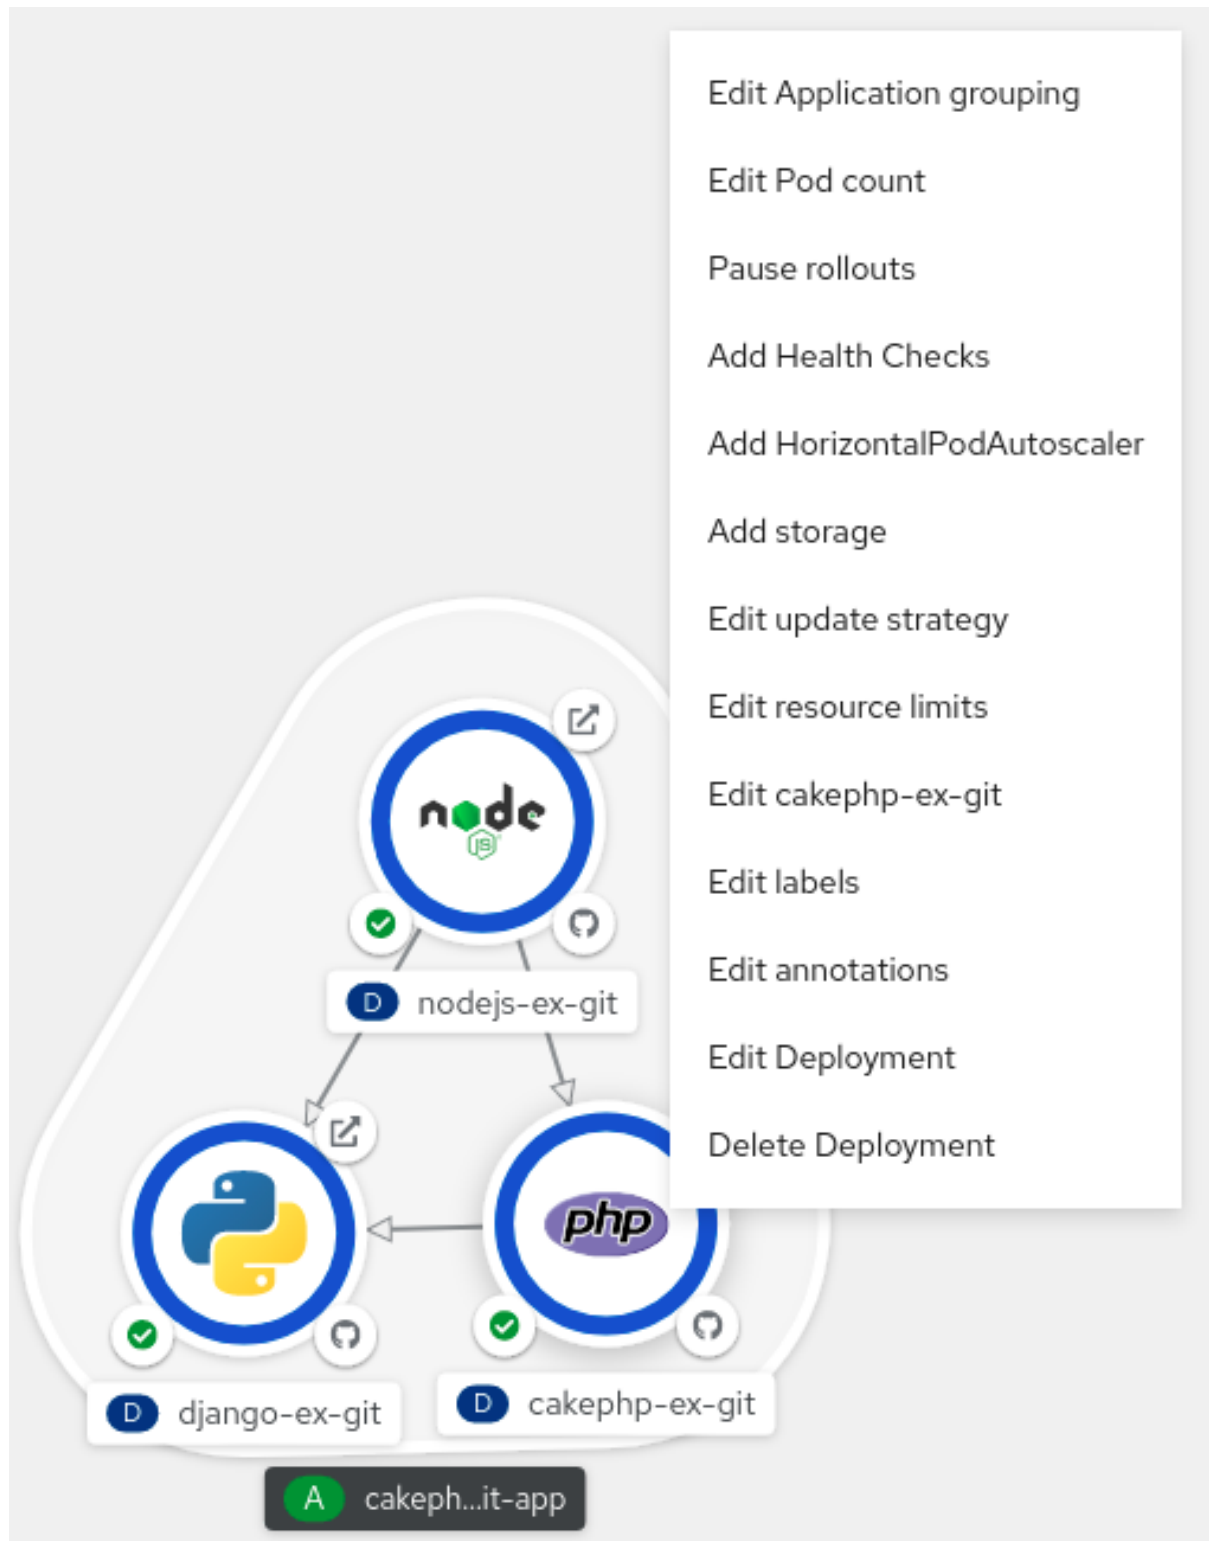 Edit Application grouping
Edit Pod count
Pause rollouts
Add Health Checks
Add HorizontalPodAutoscaler
Add storage
Edit update strategy
Edit resource limits
Edit cakephp-ex-git
Edit labels
Edit annotations
Edit Deployment
Delete Deployment
node
JS
D nodejs-ex-git
php
D django-ex-git
D cakephp-ex-git
A cakeph...it-app